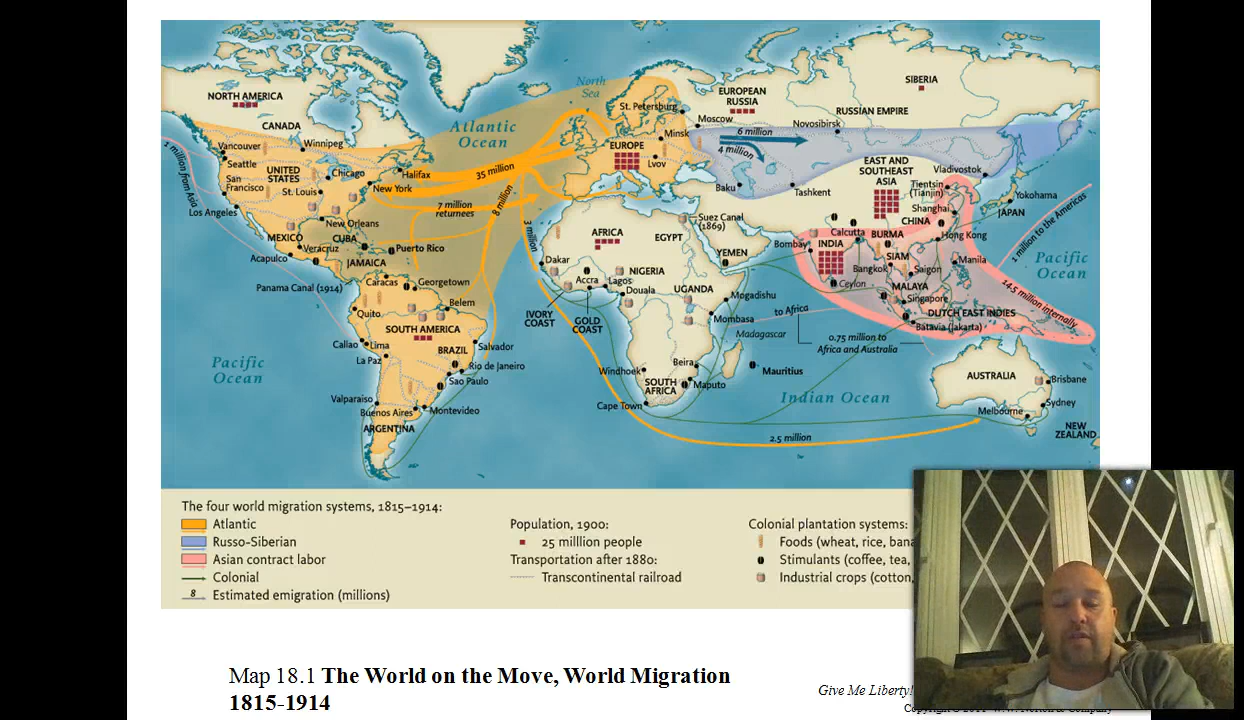 North
Sea
SIBERIA
NORTH AMERICA
EUROPEAN
RUSSIA
St. Petersburg
RUSSIAN EMPIRE
Moscow
Novosibirsk
CANADA
Atlantic
Ocean
Minsk
6 million
4 million
Vancouver
Winnipeg
EUROPE
Lvov
Seattle
UNITED
STATES
Chicago
Halifax
35 million
EAST AND
SOUTHEAST
ASIA
Vladivostok
1 million from Asia
San
Francisco
St. Louis
New York
8 million
Baku
Tashkent
Tientsin
(Tianjin)
Yokohama
JAPAN
Los Angeles
7 million
returnees
Suez Canal
(1869)
Shanghai
CHINA
New Orleans
3 million
AFRICA
EGYPT
Calcutta
BURMA
Hong Kong
1 million to the Americas
MEXICO
CUBA
Veracruz
Puerto Rico
YEMEN
Bombay
INDIA
SIAM
Manila
Pacific
Ocean
Acapulco
JAMAICA
Dakar
NIGERIA
Bangkok
Saigon
Panama Canal (1914)
Caracas
Georgetown
Accra
Lagos
Douala
UGANDA
Ceylon
MALAYA
14.5 million internally
Belem
Mogadishu
Singapore
Quito
IVORY
COAST
GOLD
COAST
Mombasa
to Africa
DUTCH EAST INDIES
Batavia (Jakarta)
SOUTH AMERICA
Madagascar
0.75 million to
Africa and Australia
Callao
Lima
La Paz
BRAZIL
Salvador
Pacific
Ocean
Rio de Janeiro
Windhoek
Beira
Mauritius
AUSTRALIA
Brisbane
Sao Paulo
SOUTH
AFRICA
Maputo
Valparaiso
Buenos Aires
Montevideo
Cape Town
Indian Ocean
Melbourne
Sydney
ARGENTINA
2.5 million
NEW
ZEALAND
The four world migration systems, 1815–1914:
Atlantic
Russo-Siberian
Asian contract labor
Colonial
8 Estimated emigration (millions)
Population, 1900:
25 milllion people
Transportation after 1880:
Transcontinental railroad
Colonial plantation systems:
Foods (wheat, rice,
Stimulants (coffee, tea,
Industrial crops (cotton,
Map 18.1 The World on the Move, World Migration
1815-1914
Give Me Liberty!